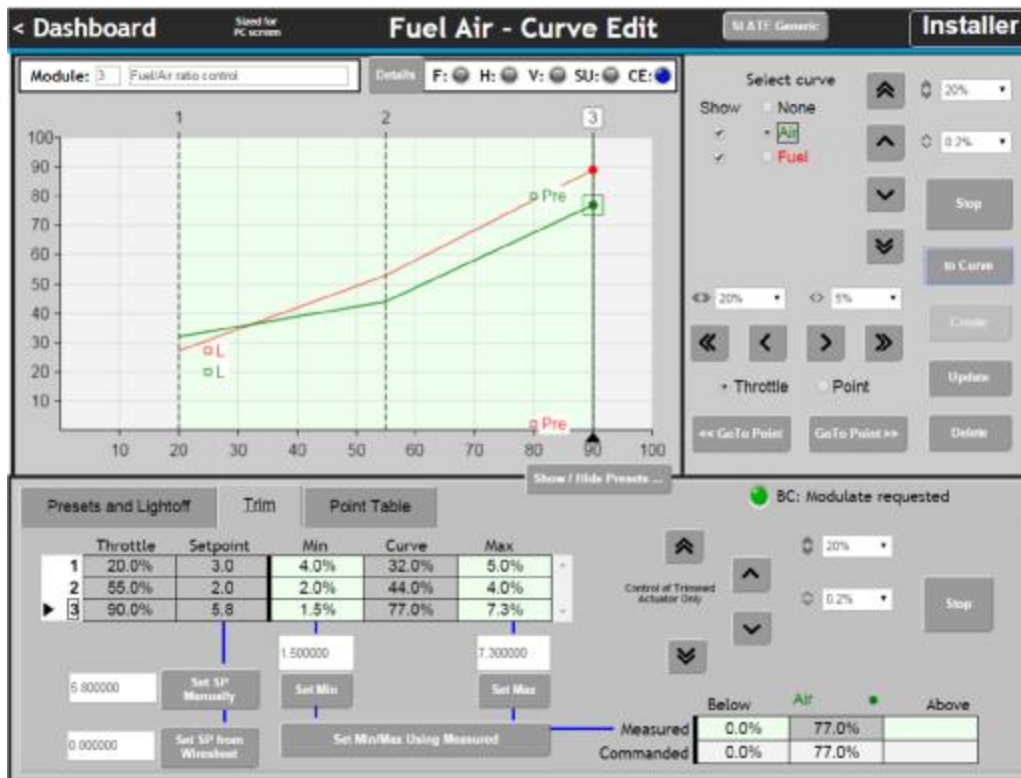 < Dashboard Sized for PC screen Fuel Air - Curve Edit SLATE Generic Installer
Module: 3 Fuel/Air ratio control Details F: H: V: SU: CE:
1 2 3
100
90
80
70
60
50
40
30
20
10
Pre
L
L
Pre
10 20 30 40 50 60 70 80 90 100
Show / Hide Presets ...
Select curve
Show None
Air
Fuel
20%
0.2%
Stop
to Curve
Create
Update
Delete
20% 5%
Throttle Point
<< GoTo Point GoTo Point >>
Presets and Lightoff Trim Point Table
Throttle Setpoint Min Curve Max
1 20.0% 3.0 4.0% 32.0% 5.0%
2 55.0% 2.0 2.0% 44.0% 4.0%
3 90.0% 5.8 1.5% 77.0% 7.3%
1.500000 7.300000
5.800000 Set SP Manually Set Min Set Max
0.000000 Set SP from Wiresheet Set Min/Max Using Measured
BC: Modulate requested
Control of Trimmed Actuator Only
20%
0.2%
Stop
Below Air Above
Measured 0.0% 77.0%
Commanded 0.0% 77.0%